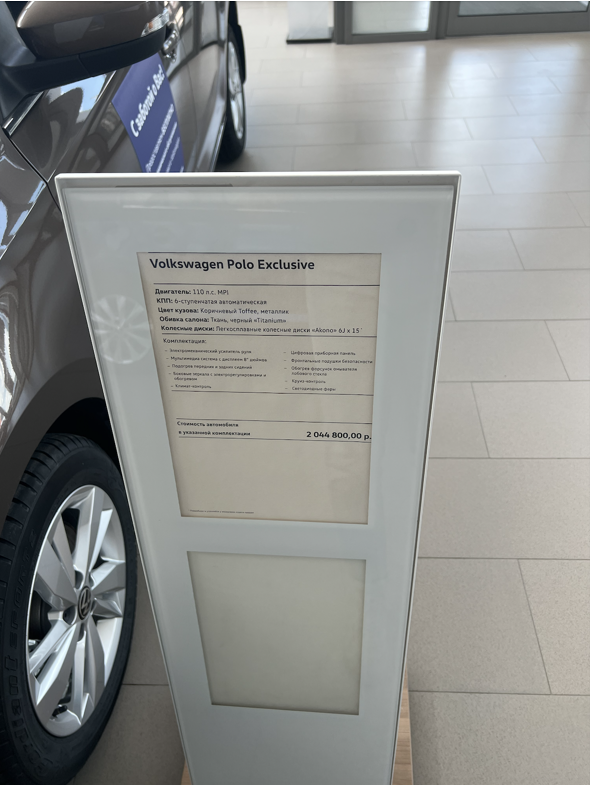 С заботой о Вас!
Volkswagen Polo Exclusive
Двигатель: 110 л.с. MPI
КПП: 6-ступенчатая автоматическая
Цвет кузова: Коричневый Toffee, металлик
Обивка салона: Ткань, черный «Titanium»
Колесные диски: Легкосплавные колесные диски «Akono» 6J x 15"
Комплектация:
– Электромеханический усилитель руля
– Мультимедиа система с дисплеем 8" дюймов
– Подогрев передних и задних сидений
– Боковые зеркала с электрорегулировками и
обогревом
– Климат-контроль
– Цифровая приборная панель
– Фронтальные подушки безопасности
– Обогрев форсунок омывателя
лобового стекла
– Круиз-контроль
– Светодиодные фары
Стоимость автомобиля
в указанной комплектации 2 044 800,00 р.